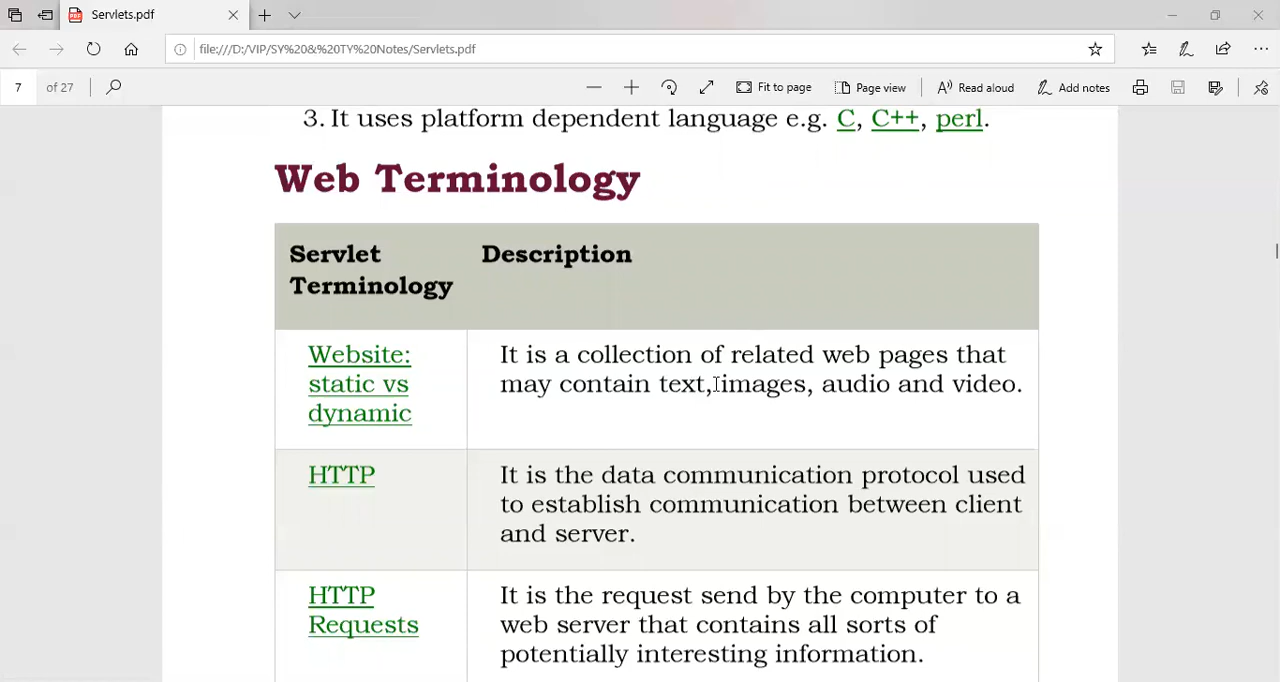 Servlets.pdf
file:///D:/VIP/SY%20&%20TY%20Notes/Servlets.pdf
7 of 27 Fit to page Page view Read aloud Add notes
3. It uses platform dependent language e.g. C, C++, perl.
Web Terminology
Servlet Terminology Description
Website: static vs dynamic
It is a collection of related web pages that
may contain text, images, audio and video.
HTTP
It is the data communication protocol used
to establish communication between client
and server.
HTTP Requests
It is the request send by the computer to a
web server that contains all sorts of
potentially interesting information.